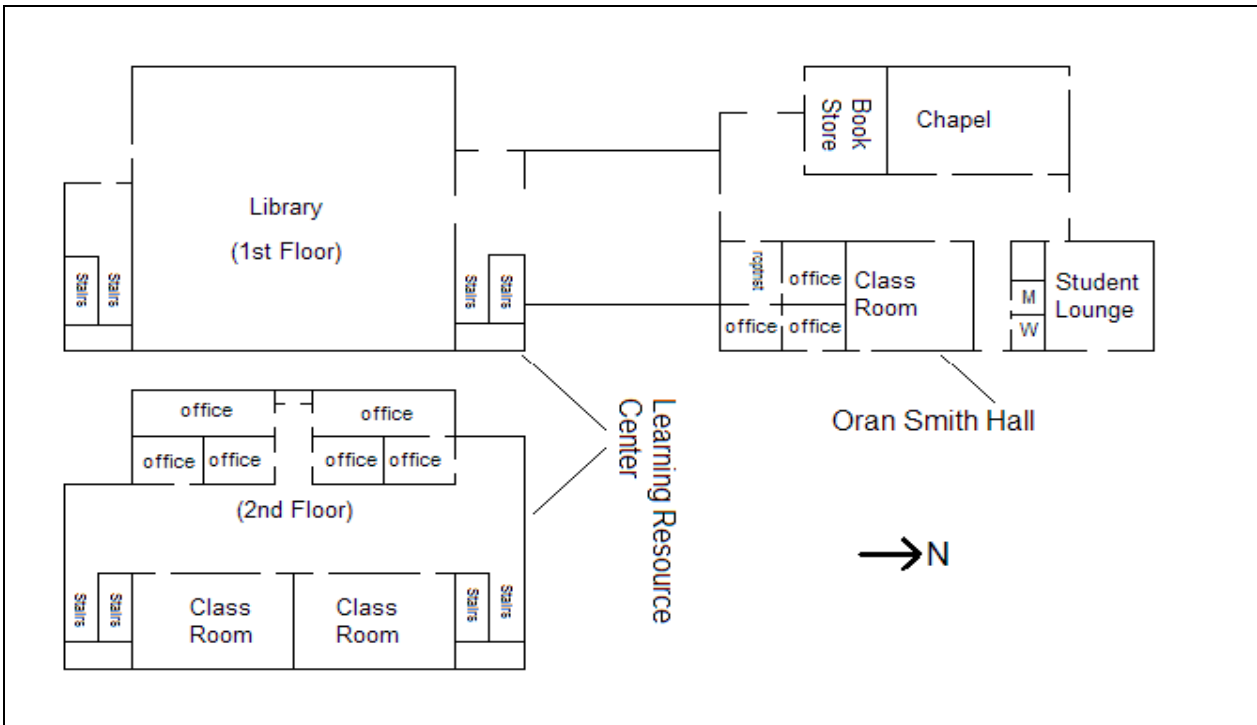 Book
Store
Chapel
Library
(1st Floor)
Stairs
Stairs
Stairs
Stairs
office
Class
Room
office
office
M
W
Student
Lounge
Oran Smith Hall
Learning Resource
Center
office
office
office
office
office
office
(2nd Floor)
Stairs
Stairs
Class
Room
Class
Room
Stairs
Stairs
N